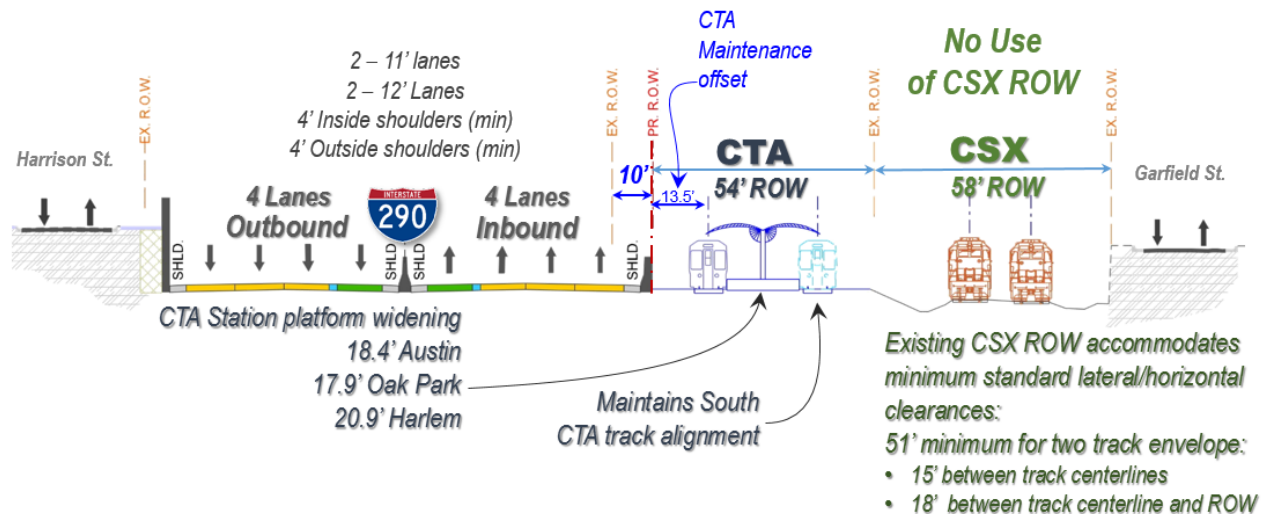 CTA
Maintenance
offset
No Use
of CSX ROW
2 – 11’ lanes
2 – 12’ Lanes
4’ Inside shoulders (min)
4’ Outside shoulders (min)
EX. R.O.W.
EX. R.O.W.
PR. R.O.W.
EX. R.O.W.
EX. R.O.W.
Harrison St.
Garfield St.
CTA
54’ ROW
CSX
58’ ROW
10’
13.5’
4 Lanes
Outbound
INTERSTATE
290
4 Lanes
Inbound
SHLD.
SHLD.
SHLD.
SHLD.
CTA Station platform widening
18.4’ Austin
17.9’ Oak Park
20.9’ Harlem
Maintains South
CTA track alignment
Existing CSX ROW accommodates
minimum standard lateral/horizontal
clearances:
51’ minimum for two track envelope:
• 15’ between track centerlines
• 18’ between track centerline and ROW